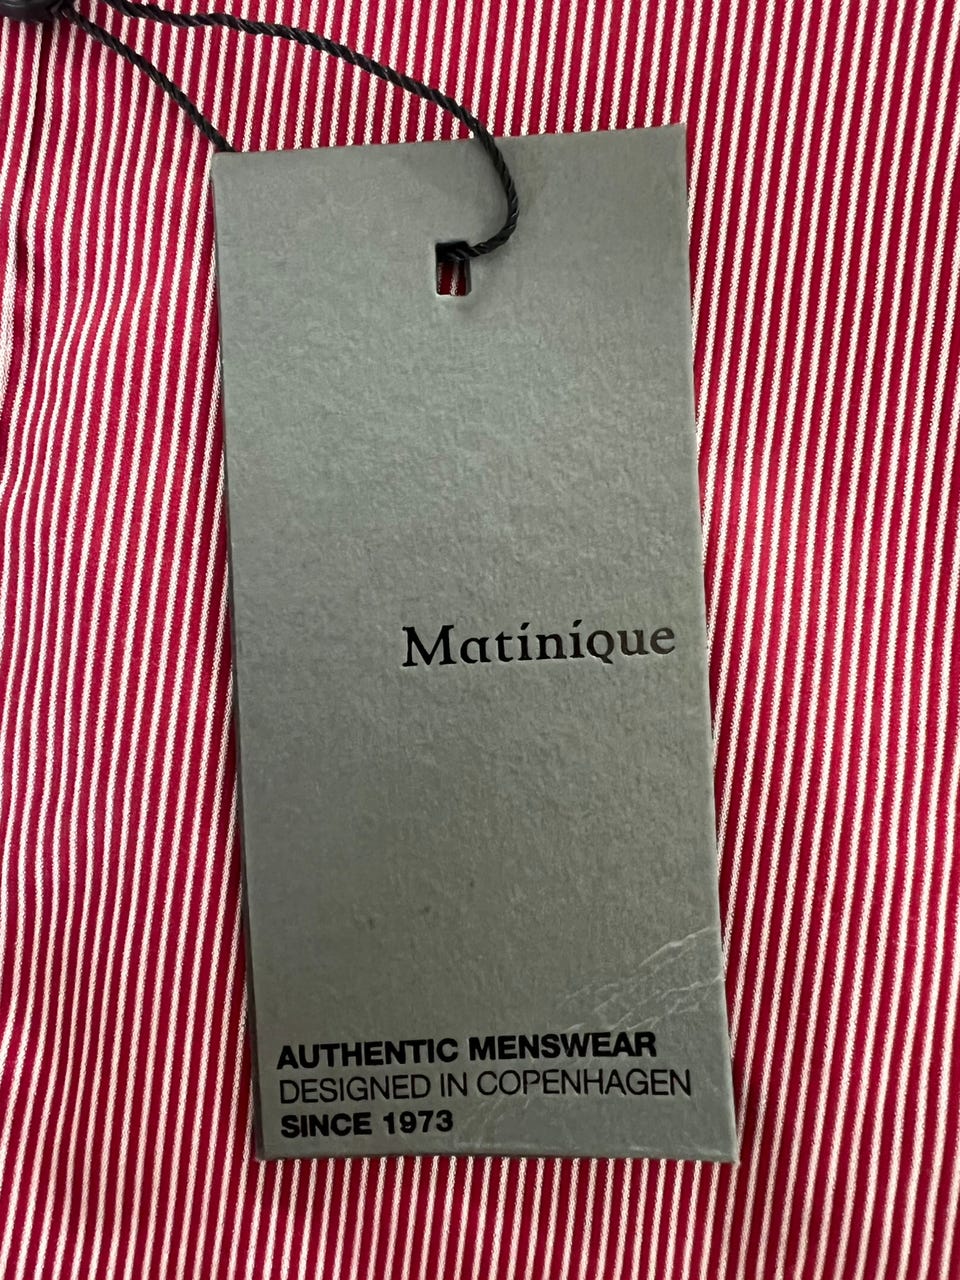 Matinique
AUTHENTIC MENSWEAR
DESIGNED IN COPENHAGEN
SINCE 1973